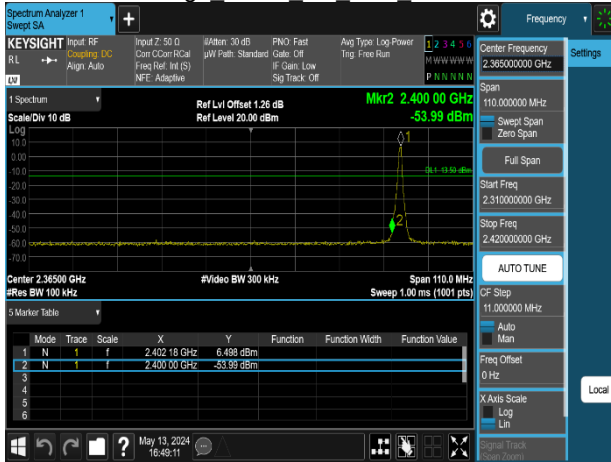 Spectrum Analyzer 1
Swept SA
Frequency
KEYSIGHT
RL
Input: RF
Coupling: DC
Align: Auto
Input Z: 50 Ω
Corr CCorr RCal
Freq Ref: Int (S)
NFE: Adaptive
#Atten: 30 dB
µW Path: Standard
PNO: Fast
Gate: Off
IF Gain: Low
Sig Track: Off
Avg Type: Log-Power
Trig: Free Run
1 2 3 4 5 6
M W W W W W
P N N N N N
1 Spectrum
Scale/Div 10 dB
Ref Lvl Offset 1.26 dB
Ref Level 20.00 dBm
Mkr2 2.400 00 GHz
-53.99 dBm
Log
10.0
0.00
-10.0
-20.0
-30.0
-40.0
-50.0
-60.0
-70.0
1
DL1 -13.50 dBm
2
Center 2.36500 GHz
#Video BW 300 kHz
Span 110.0 MHz
#Res BW 100 kHz
Sweep 1.00 ms (1001 pts)
5 Marker Table
Mode Trace Scale X Y Function Function Width Function Value
1 N 1 f 2.402 18 GHz 6.498 dBm
2 N 1 f 2.400 00 GHz -53.99 dBm
3
4
5
6
May 13, 2024
16:49:11
Center Frequency
2.365000000 GHz
Settings
Span
110.000000 MHz
Swept Span
Zero Span
Full Span
Start Freq
2.310000000 GHz
Stop Freq
2.420000000 GHz
AUTO TUNE
CF Step
11.000000 MHz
Auto
Man
Freq Offset
0 Hz
X Axis Scale
Log
Lin
Local
Signal Track
(Span Zoom)